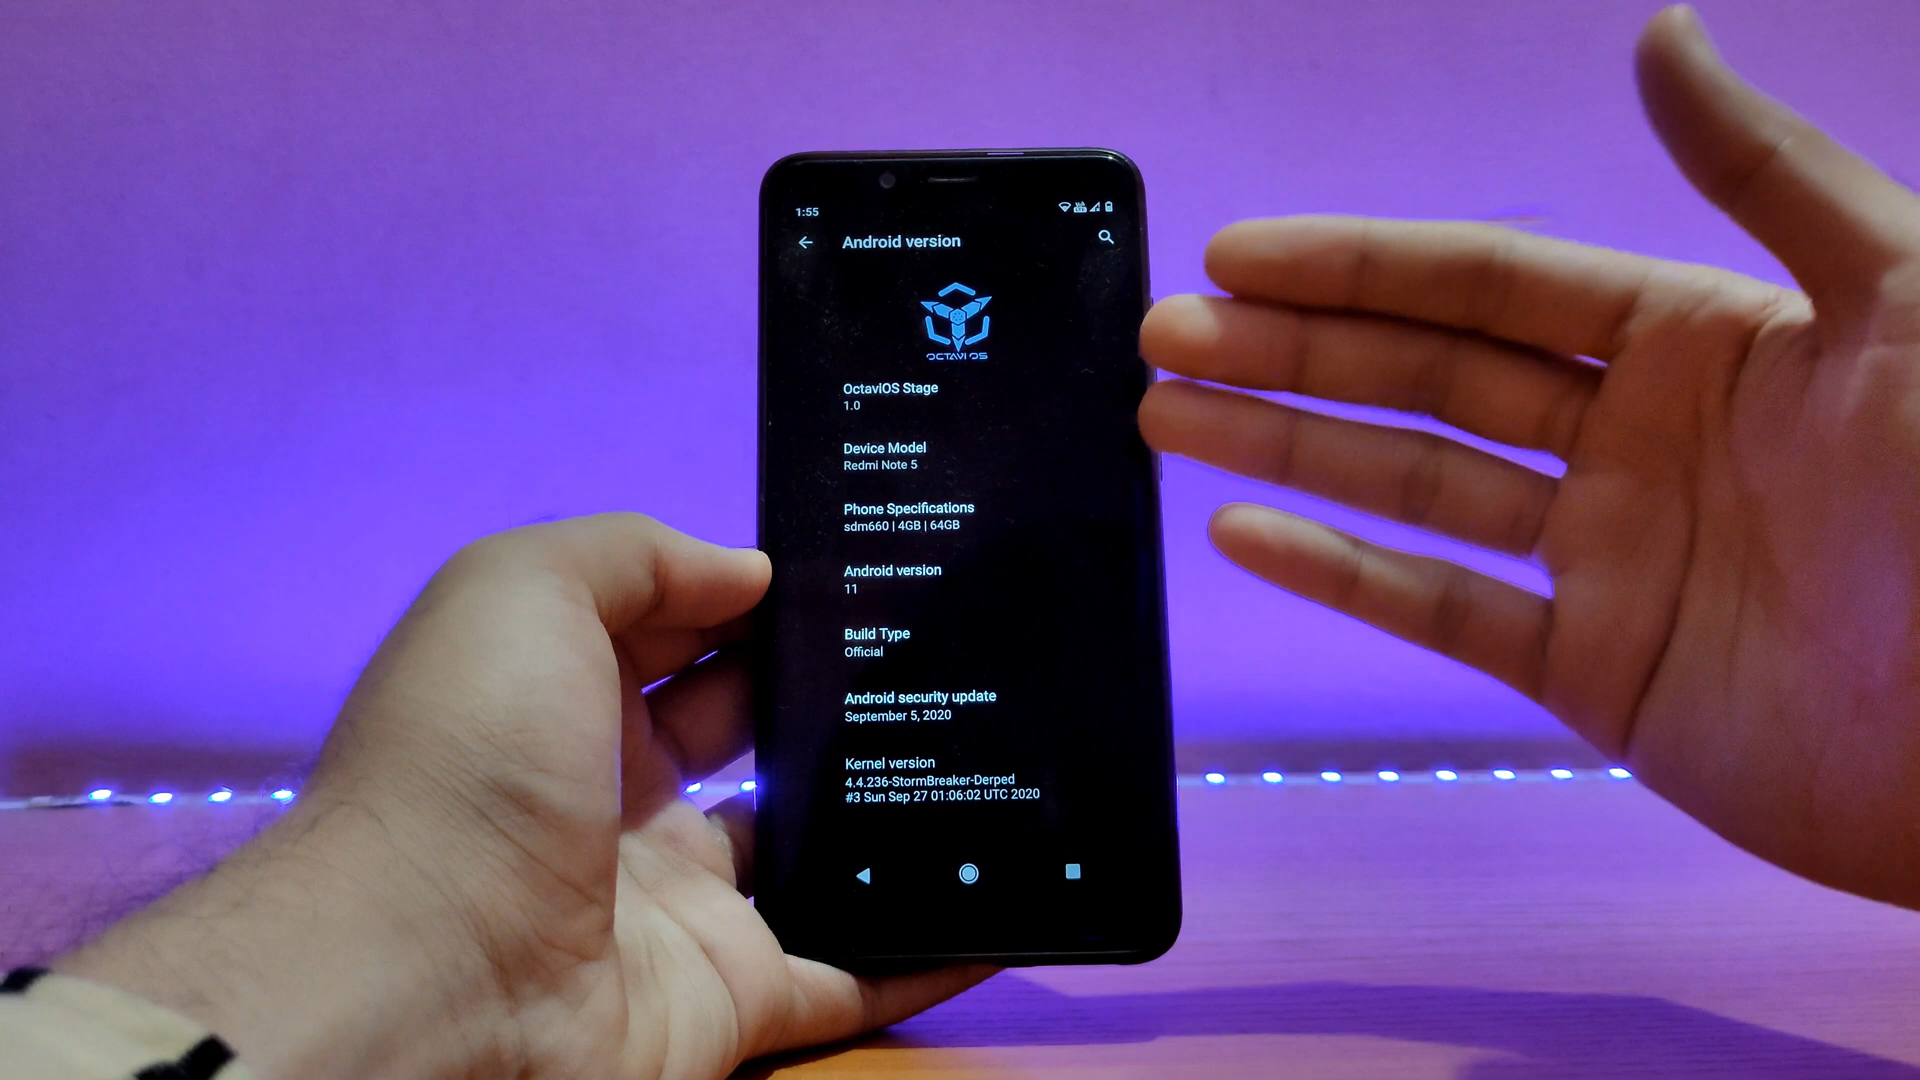 1:55
Android version
OCTAVI OS
OctaviOS Stage
1.0
Device Model
Redmi Note 5
Phone Specifications
sdm660 | 4GB | 64GB
Android version
11
Build Type
Official
Android security update
September 5, 2020
Kernel version
4.4.236-StormBreaker-Derped
#3 Sun Sep 27 01:06:02 UTC 2020